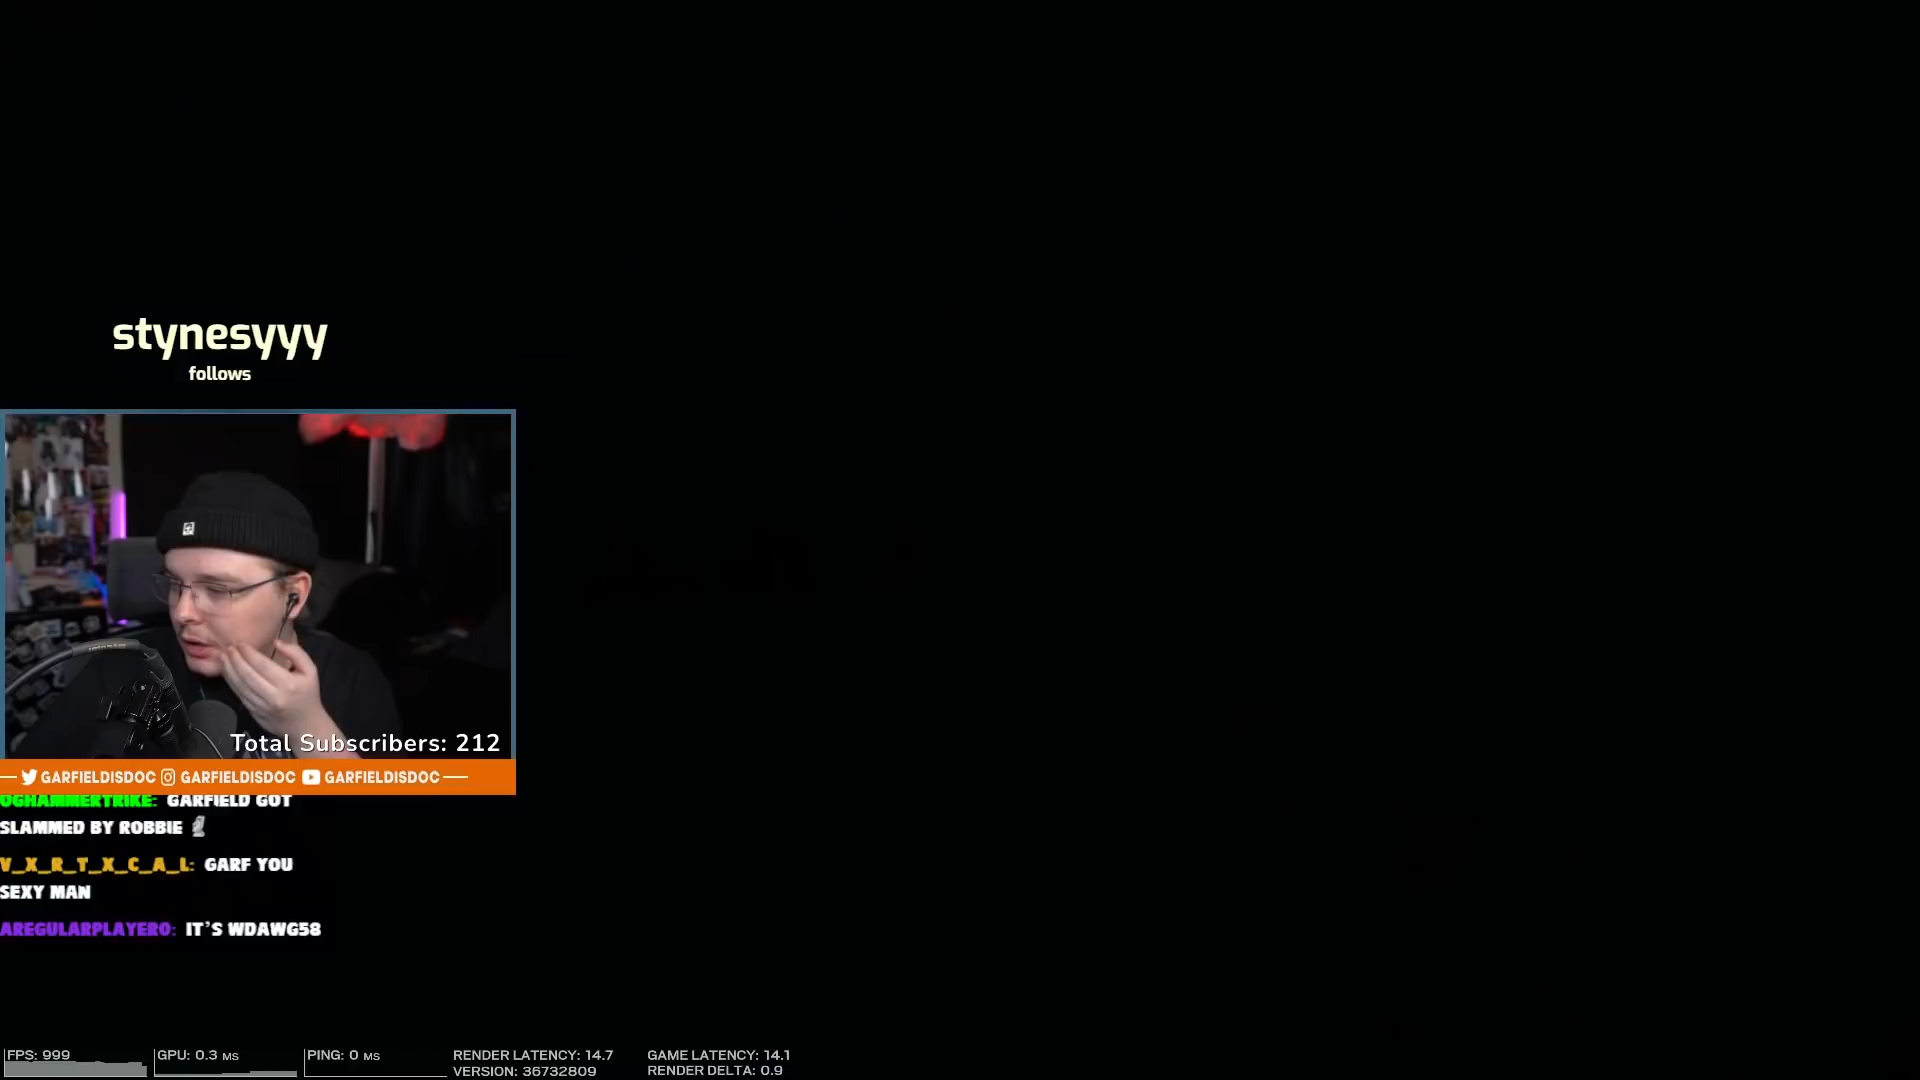 stynesyyy
follows
Total Subscribers: 212
GARFIELDISDOC GARFIELDISDOC GARFIELDISDOC
OGHAMMERTRIKE: GARFIELD GOT
SLAMMED BY ROBBIE
V_X_R_T_X_C_A_L: GARF YOU
SEXY MAN
AREGULARPLAYER0: IT'S WDAWG58
FPS: 999 GPU: 0.3 MS PING: 0 MS RENDER LATENCY: 14.7 GAME LATENCY: 14.1
VERSION: 36732809 RENDER DELTA: 0.9